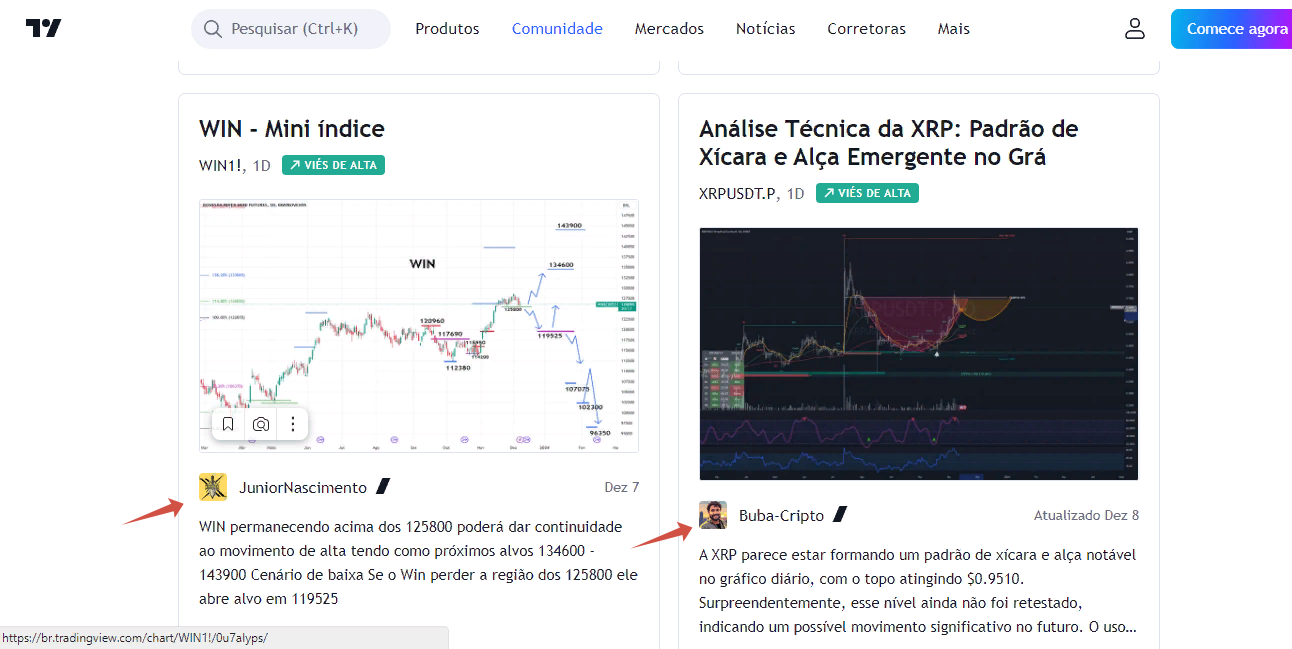 Pesquisar (Ctrl+K)
Produtos
Comunidade
Mercados
Notícias
Corretoras
Mais
Comece agora
WIN - Mini índice
WIN1!, 1D
VIÉS DE ALTA
WIN
143900
134600
125800
120960
117690
112380
119525
107075
102300
96350
JuniorNascimento
Dez 7
WIN permanecendo acima dos 125800 poderá dar continuidade
ao movimento de alta tendo como próximos alvos 134600 -
143900 Cenário de baixa Se o Win perder a região dos 125800 ele
abre alvo em 119525
Análise Técnica da XRP: Padrão de
Xícara e Alça Emergente no Grá
XRPUSDT.P, 1D
VIÉS DE ALTA
Buba-Cripto
Atualizado Dez 8
A XRP parece estar formando um padrão de xícara e alça notável
no gráfico diário, com o topo atingindo $0.9510.
Surpreendentemente, esse nível ainda não foi retestado,
indicando um possível movimento significativo no futuro. O uso...
https://br.tradingview.com/chart/WIN1!/0u7alyps/